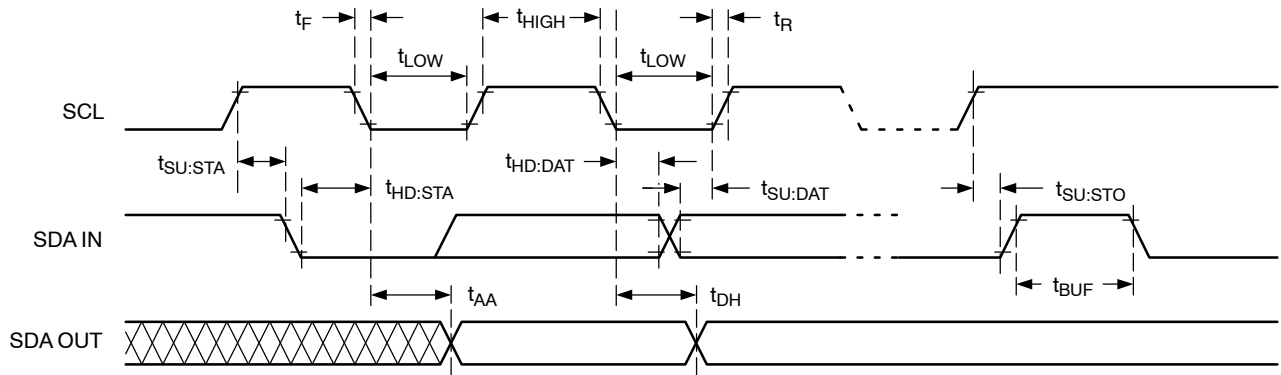 tF
tHIGH
tR
tLOW
tLOW
SCL
tSU:STA
tHD:STA
tHD:DAT
tSU:DAT
tSU:STO
SDA IN
tBUF
tAA
tDH
SDA OUT